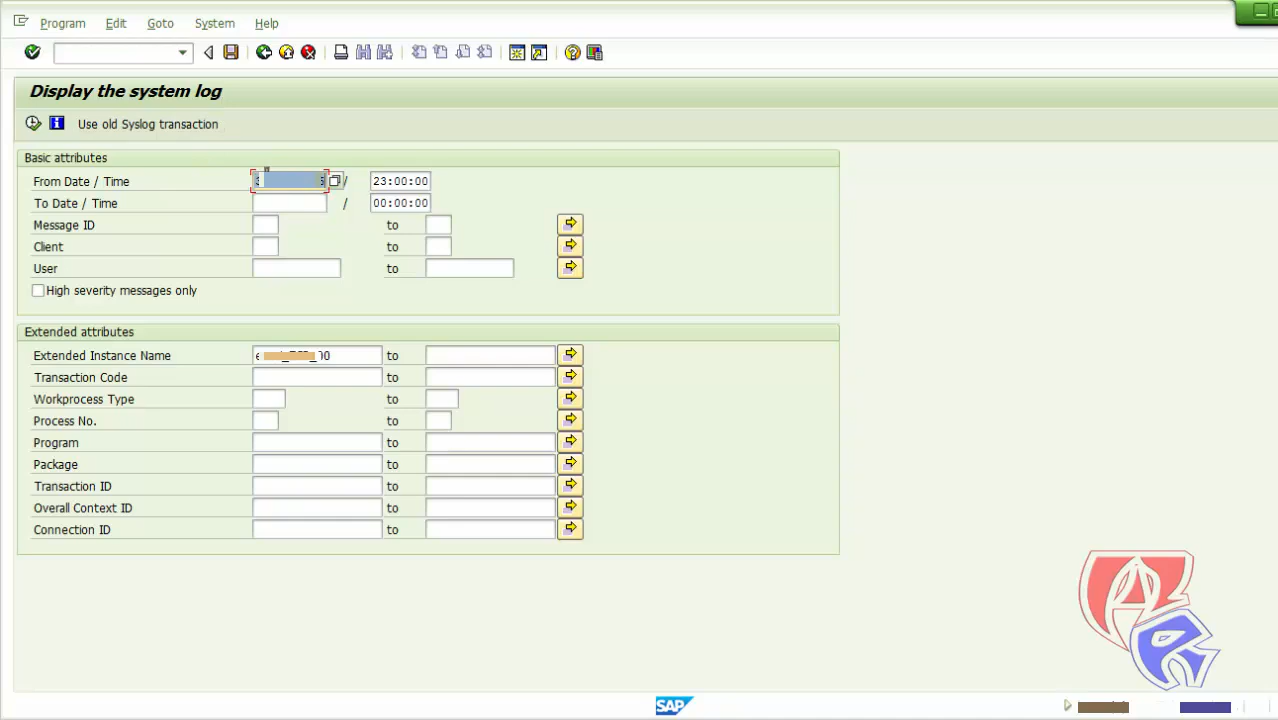 Program Edit Goto System Help
Display the system log
Use old Syslog transaction
Basic attributes
From Date / Time / 23:00:00
To Date / Time / 00:00:00
Message ID to
Client to
User to
High severity messages only
Extended attributes
Extended Instance Name to
Transaction Code to
Workprocess Type to
Process No. to
Program to
Package to
Transaction ID to
Overall Context ID to
Connection ID to
SAP